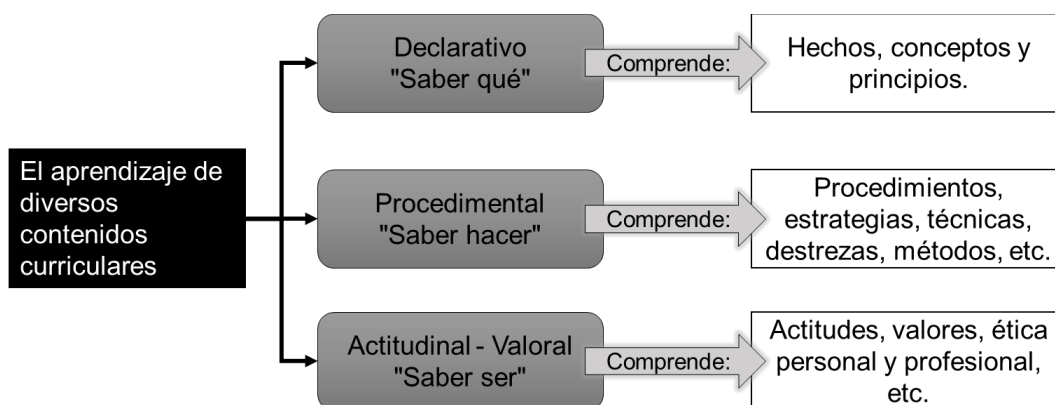 El aprendizaje de
diversos
contenidos
curriculares
Declarativo
"Saber qué"
Comprende:
Hechos, conceptos y
principios.
Procedimental
"Saber hacer"
Comprende:
Procedimientos,
estrategias, técnicas,
destrezas, métodos, etc.
Actitudinal - Valoral
"Saber ser"
Comprende:
Actitudes, valores, ética
personal y profesional,
etc.